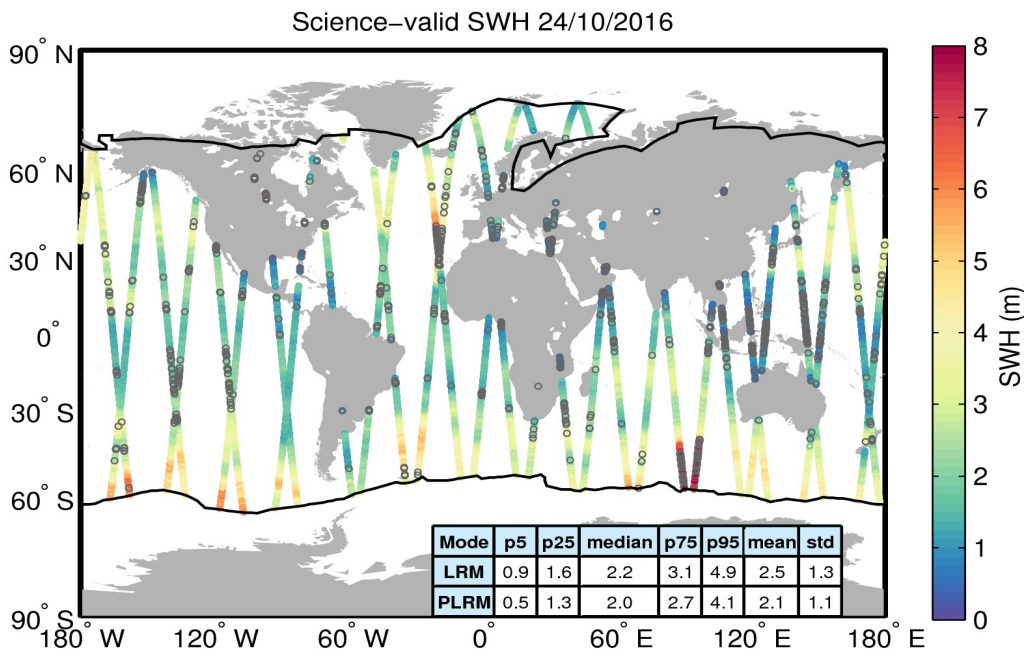 Science−valid SWH 24/10/2016
90° N
60° N
30° N
0°
30° S
60° S
90° S
180° W
120° W
60° W
0°
60° E
120° E
180° E
Mode p5 p25 median p75 p95 mean std
LRM 0.9 1.6 2.2 3.1 4.9 2.5 1.3
PLRM 0.5 1.3 2.0 2.7 4.1 2.1 1.1
8
7
6
5
4
3
2
1
0
SWH (m)